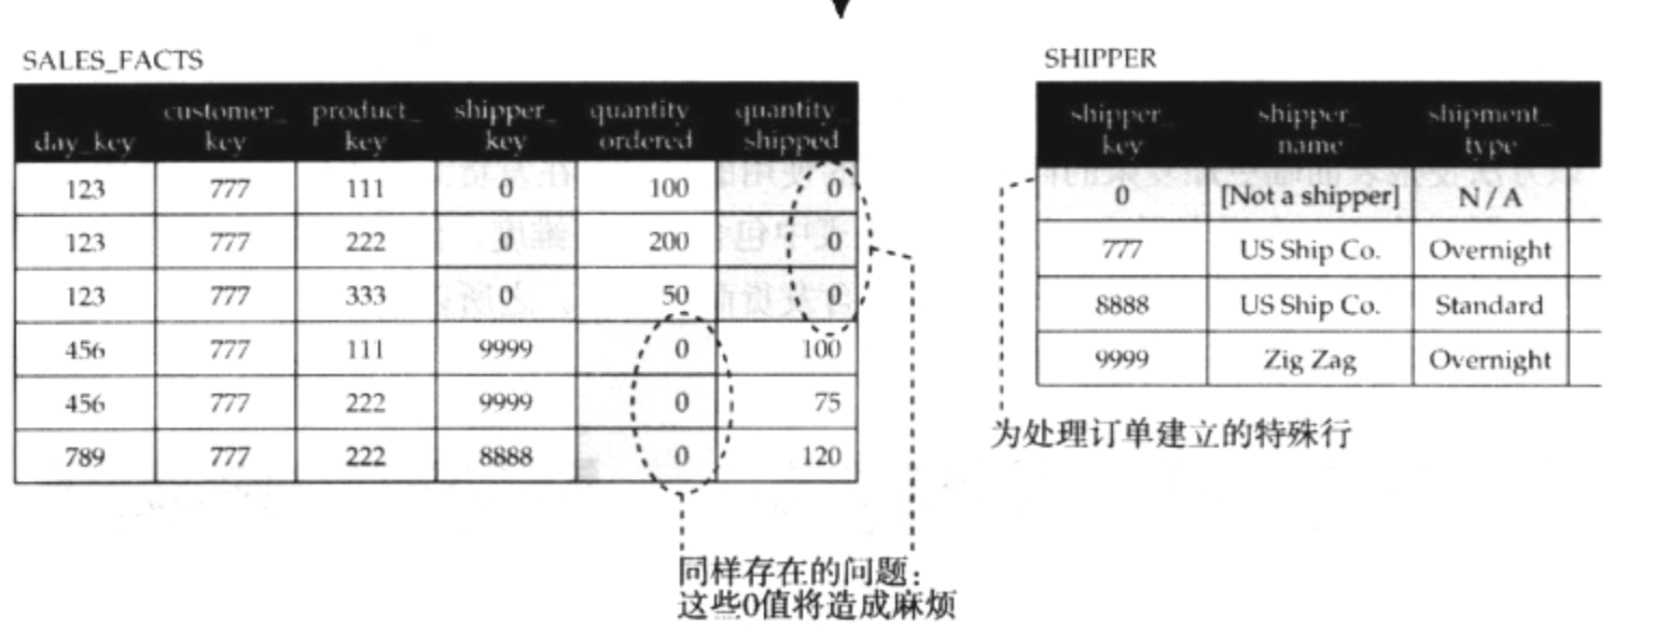 SALES_FACTS
day_key customer_key product_key shipper_key quantity_ordered quantity_shipped
123 777 111 0 100 0
123 777 222 0 200 0
123 777 333 0 50 0
456 777 111 9999 0 100
456 777 222 9999 0 75
789 777 222 8888 0 120
SHIPPER
shipper_key shipper_name shipment_type
0 [Not a shipper] N/A
777 US Ship Co. Overnight
8888 US Ship Co. Standard
9999 Zig Zag Overnight
为处理订单建立的特殊行
同样存在的问题：
这些0值将造成麻烦